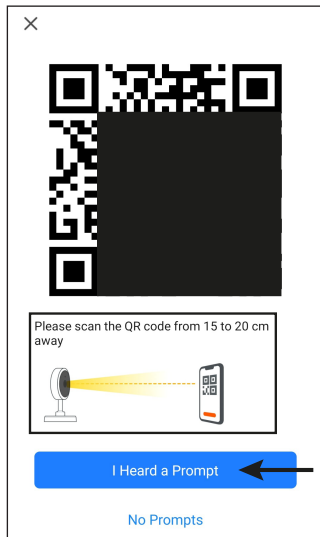 Please scan the QR code from 15 to 20 cm
away
I Heard a Prompt
No Prompts